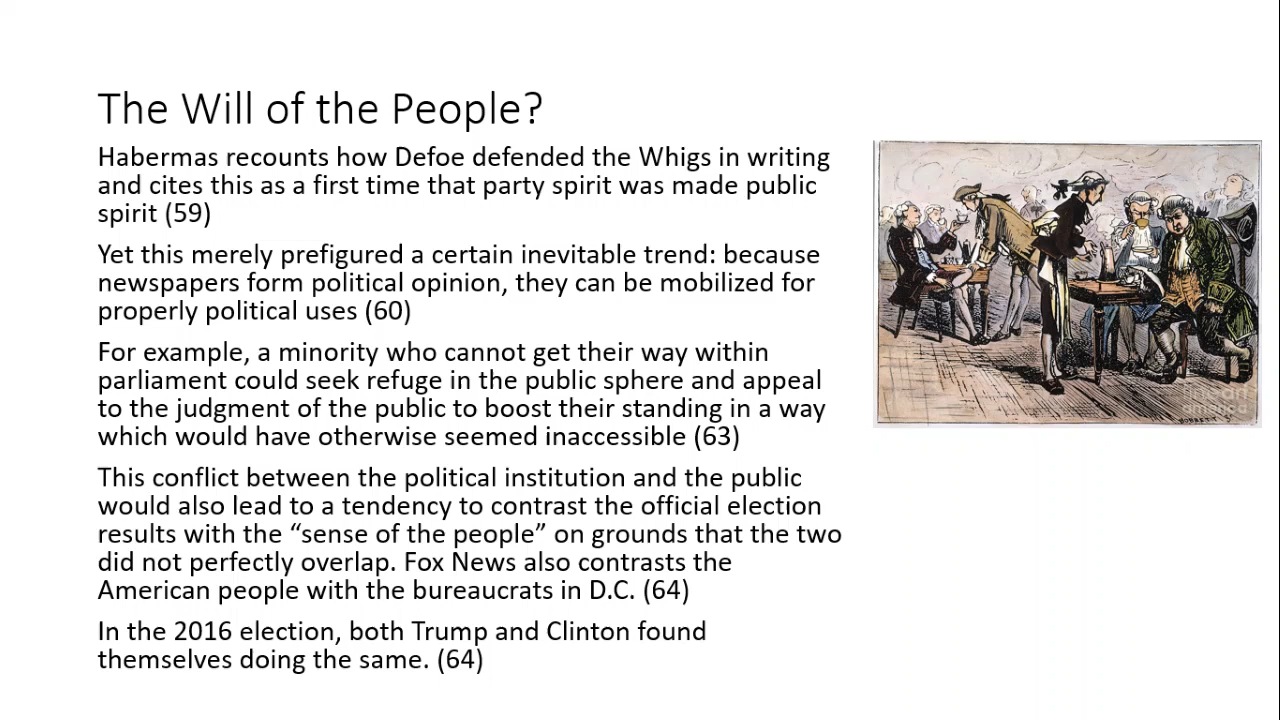 The Will of the People?
Habermas recounts how Defoe defended the Whigs in writing
and cites this as a first time that party spirit was made public
spirit (59)
Yet this merely prefigured a certain inevitable trend: because
newspapers form political opinion, they can be mobilized for
properly political uses (60)
For example, a minority who cannot get their way within
parliament could seek refuge in the public sphere and appeal
to the judgment of the public to boost their standing in a way
which would have otherwise seemed inaccessible (63)
This conflict between the political institution and the public
would also lead to a tendency to contrast the official election
results with the “sense of the people” on grounds that the two
did not perfectly overlap. Fox News also contrasts the
American people with the bureaucrats in D.C. (64)
In the 2016 election, both Trump and Clinton found
themselves doing the same. (64)